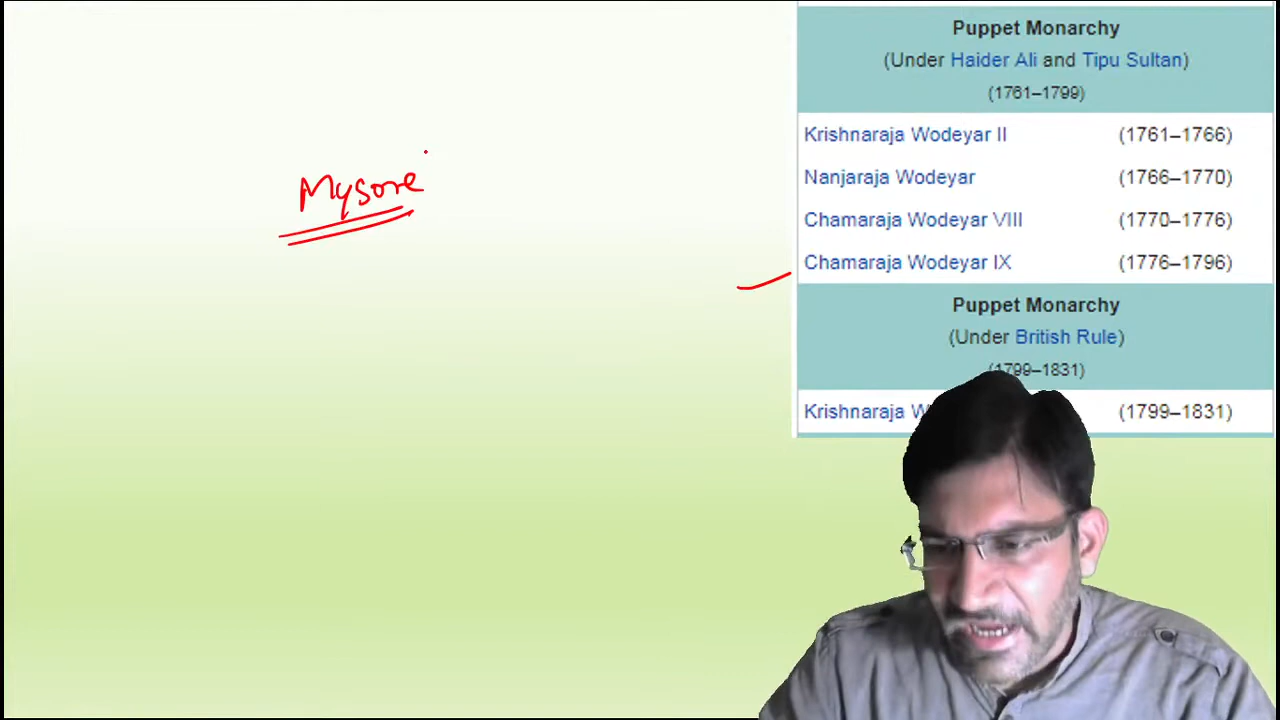 Mysore
Puppet Monarchy
(Under Haider Ali and Tipu Sultan)
(1761–1799)
Krishnaraja Wodeyar II (1761–1766)
Nanjaraja Wodeyar (1766–1770)
Chamaraja Wodeyar VIII (1770–1776)
Chamaraja Wodeyar IX (1776–1796)
Puppet Monarchy
(Under British Rule)
(1799–1831)
Krishnaraja (1799–1831)